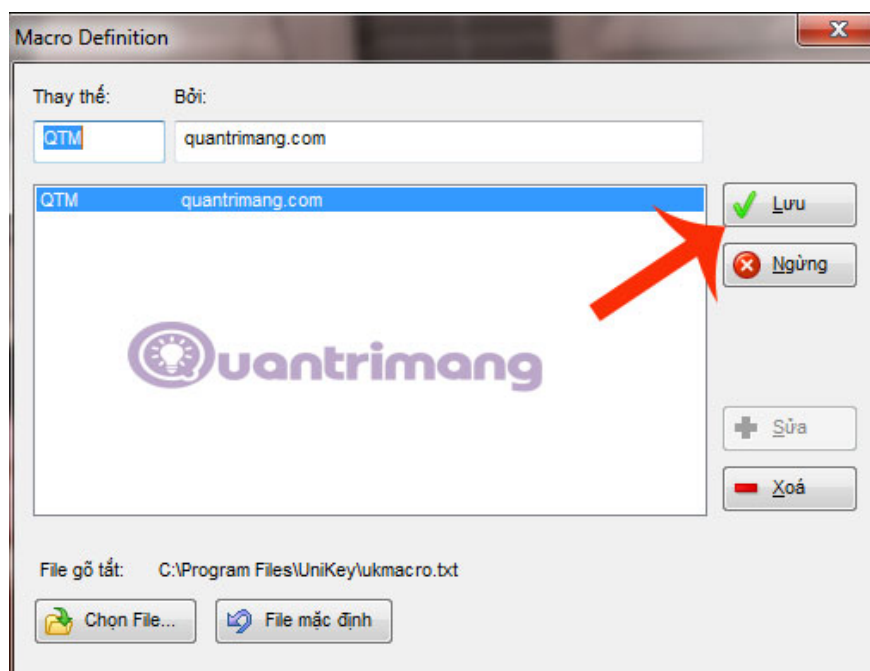 Macro Definition
Thay thế: Bởi:
QTM quantrimang.com
QTM quantrimang.com
Lưu
Ngừng
Quantrimang
Sửa
Xoá
File gõ tắt: C:\Program Files\UniKey\ukmacro.txt
Chọn File... File mặc định